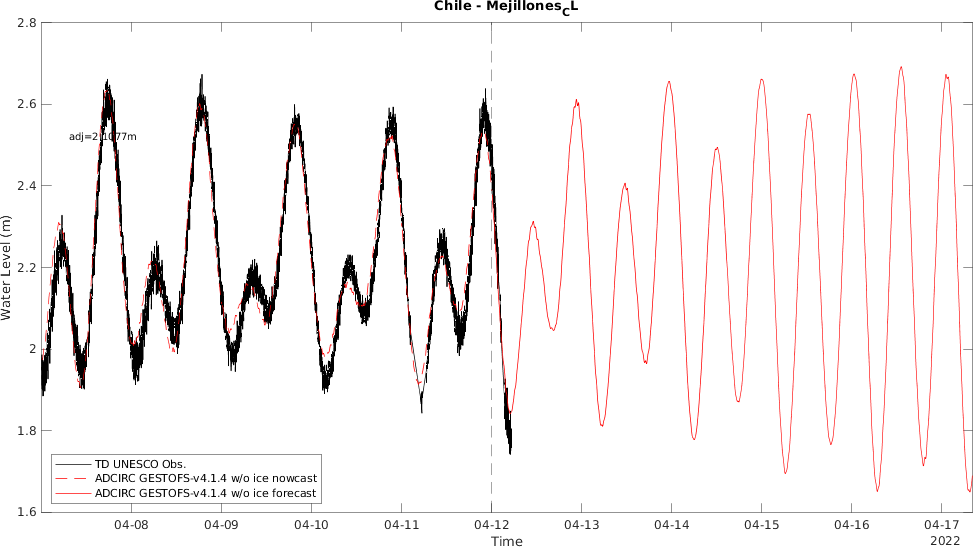 Chile - Mejillones_CL
2.8
2.6
2.4
2.2
2
1.8
1.6
Water Level (m)
adj=2.1077m
TD UNESCO Obs.
ADCIRC GESTOFS-v4.1.4 w/o ice nowcast
ADCIRC GESTOFS-v4.1.4 w/o ice forecast
04-08 04-09 04-10 04-11 04-12 04-13 04-14 04-15 04-16 04-17
Time
2022